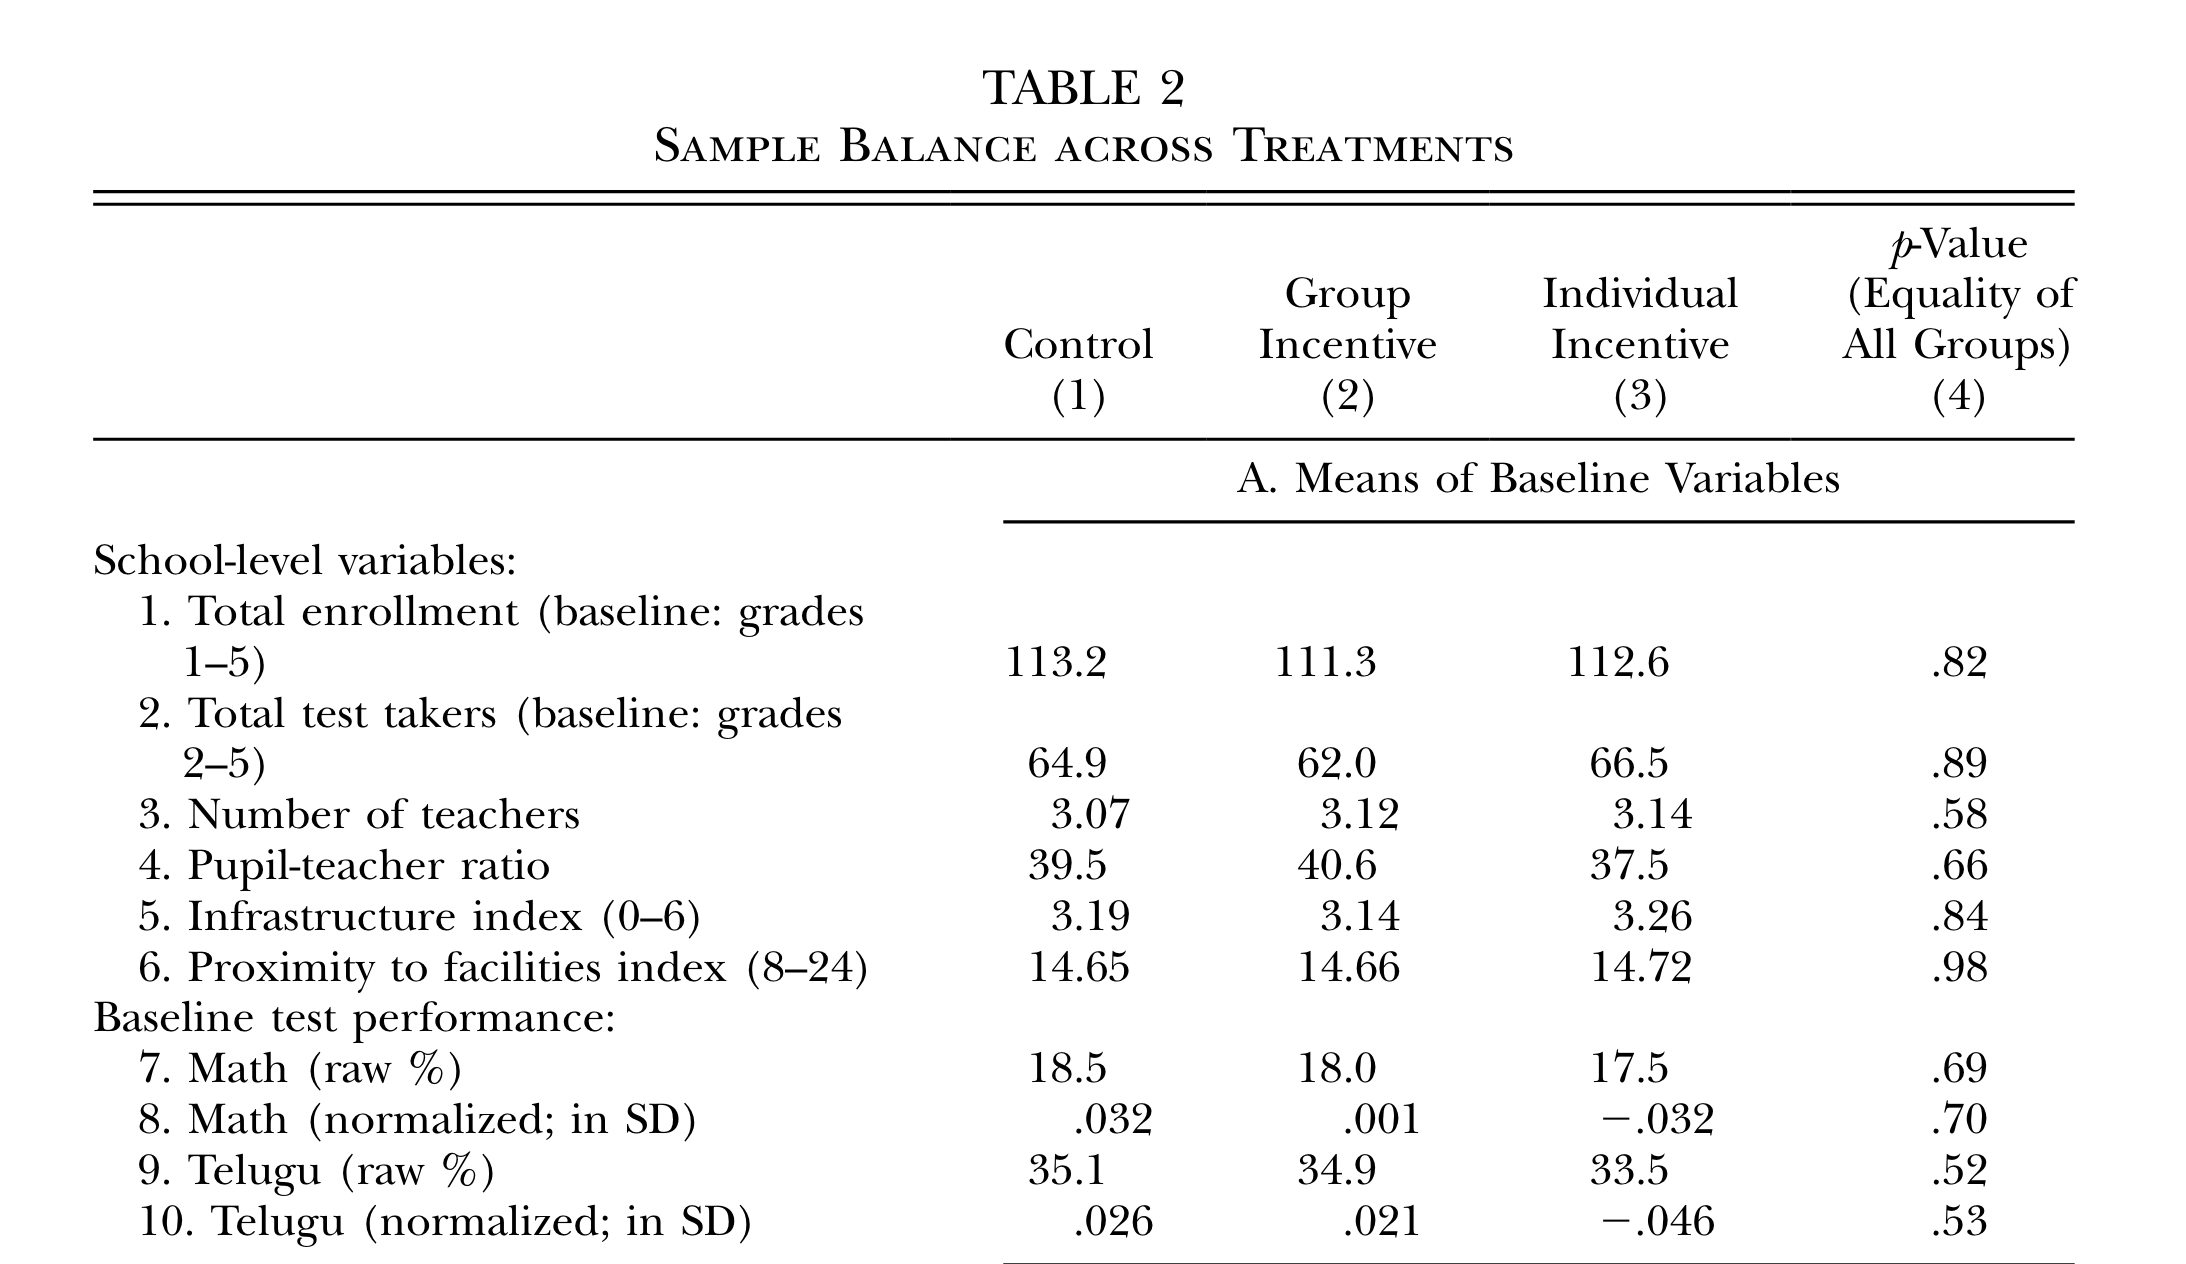 TABLE 2
Sample Balance across Treatments
p-Value
Group Individual (Equality of
Control Incentive Incentive All Groups)
(1) (2) (3) (4)
A. Means of Baseline Variables
School-level variables:
1. Total enrollment (baseline: grades
1–5) 113.2 111.3 112.6 .82
2. Total test takers (baseline: grades
2–5) 64.9 62.0 66.5 .89
3. Number of teachers 3.07 3.12 3.14 .58
4. Pupil-teacher ratio 39.5 40.6 37.5 .66
5. Infrastructure index (0–6) 3.19 3.14 3.26 .84
6. Proximity to facilities index (8–24) 14.65 14.66 14.72 .98
Baseline test performance:
7. Math (raw %) 18.5 18.0 17.5 .69
8. Math (normalized; in SD) .032 .001 −.032 .70
9. Telugu (raw %) 35.1 34.9 33.5 .52
10. Telugu (normalized; in SD) .026 .021 −.046 .53